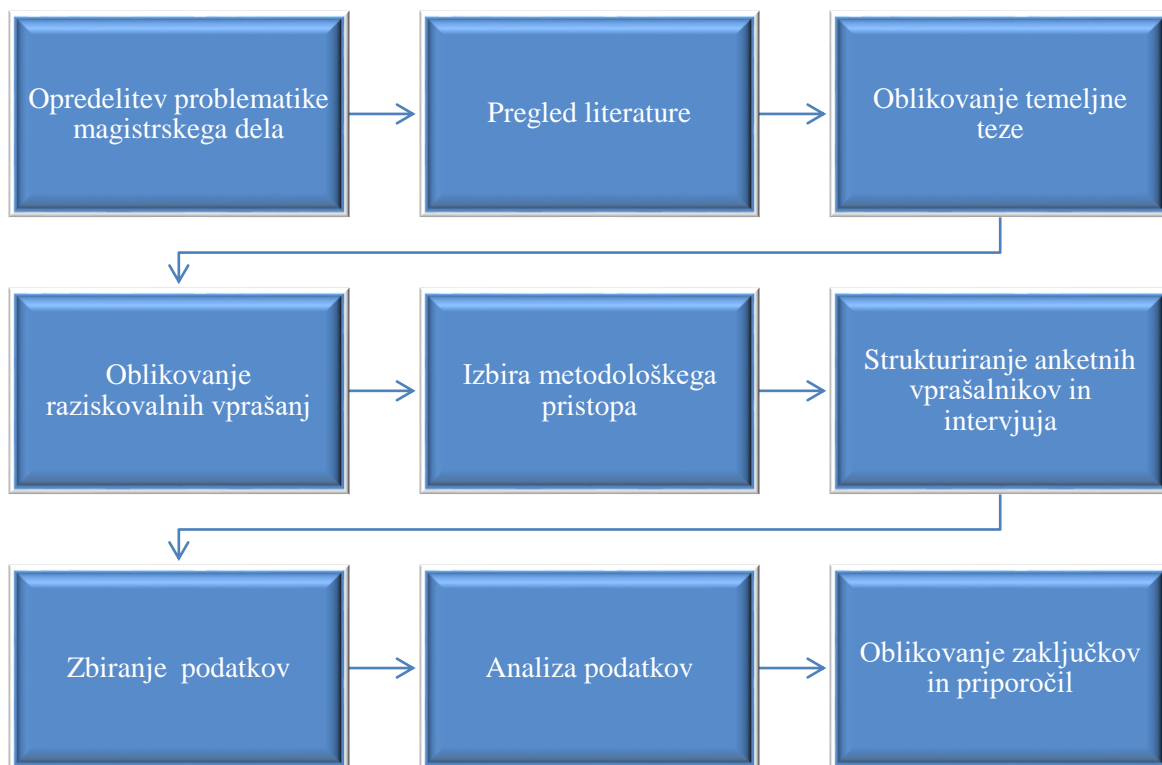 Opredelitev problematike
magistrskega dela
Pregled literature
Oblikovanje temeljne
teze
Oblikovanje
raziskovalnih vprašanj
Izbira metodološkega
pristopa
Strukturiranje anketnih
vprašalnikov in
intervjuja
Zbiranje  podatkov
Analiza podatkov
Oblikovanje zaključkov
in priporočil